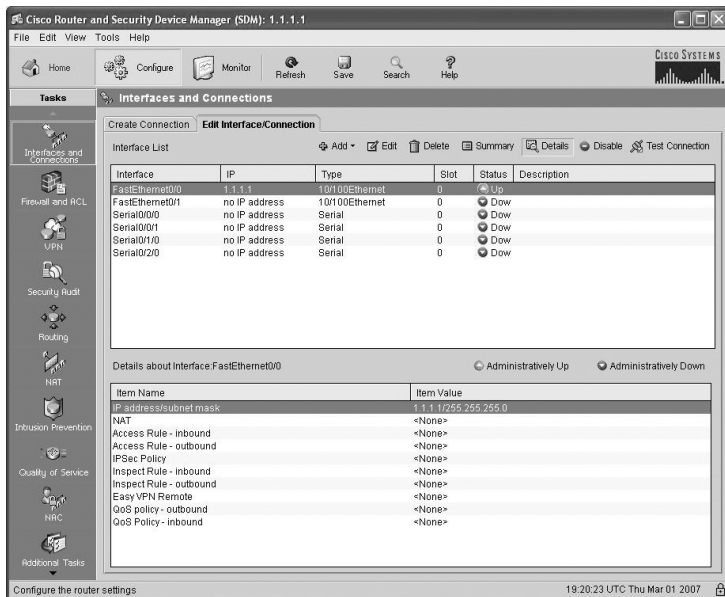 Cisco Router and Security Device Manager (SDM): 1.1.1.1
File Edit View Tools Help
Home Configure Monitor Refresh Save Search Help
CISCO SYSTEMS
Tasks
Interfaces and Connections
Create Connection Edit Interface/Connection
Interface List
Add Edit Delete Summary Details Disable Test Connection
Interface IP Type Slot Status Description
FastEthernet0/0 1.1.1.1 10/100Ethernet 0 Up
FastEthernet0/1 no IP address 10/100Ethernet 0 Dow
Serial0/0/0 no IP address Serial 0 Dow
Serial0/0/1 no IP address Serial 0 Dow
Serial0/1/0 no IP address Serial 0 Dow
Serial0/2/0 no IP address Serial 0 Dow
Details about Interface:FastEthernet0/0 Administratively Up Administratively Down
Item Name Item Value
IP address/subnet mask 1.1.1.1/255.255.255.0
NAT <None>
Access Rule - inbound <None>
Access Rule - outbound <None>
IPSec Policy <None>
Inspect Rule - inbound <None>
Inspect Rule - outbound <None>
Easy VPN Remote <None>
QoS policy - outbound <None>
QoS Policy - inbound <None>
Interfaces and
Connections
Firewall and ACL
VPN
Security Audit
Routing
NAT
Intrusion Prevention
Quality of Service
NAC
Additional Tasks
Configure the router settings
19:20:23 UTC Thu Mar 01 2007